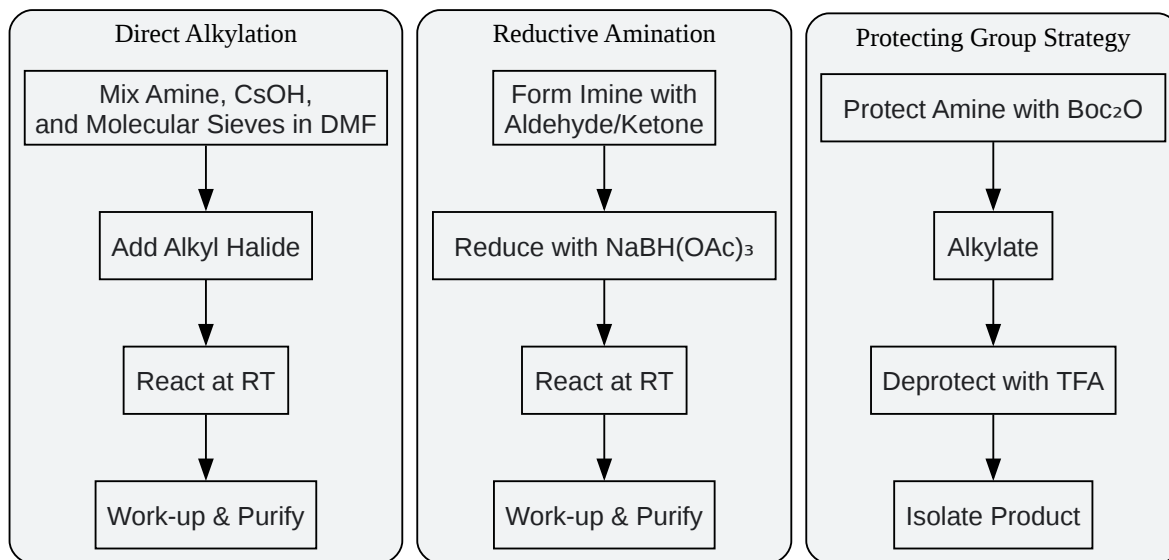 Direct Alkylation
Mix Amine, CsOH,
and Molecular Sieves in DMF
Add Alkyl Halide
React at RT
Work-up & Purify
Reductive Amination
Form Imine with
Aldehyde/Ketone
Reduce with NaBH(OAc)₃
React at RT
Work-up & Purify
Protecting Group Strategy
Protect Amine with Boc₂O
Alkylate
Deprotect with TFA
Isolate Product